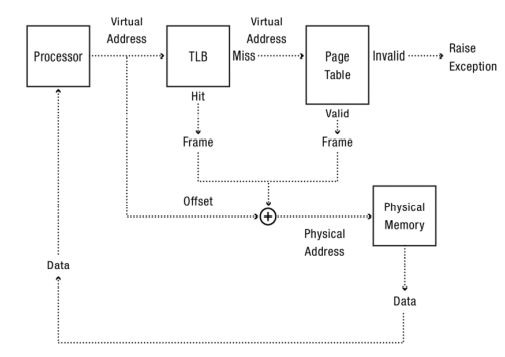 Virtual
Address
Virtual
Address
Processor
TLB
Miss
Page
Table
Invalid
Raise
Exception
Hit
Valid
Frame
Frame
Offset
Physical
Address
Physical
Memory
Data
Data